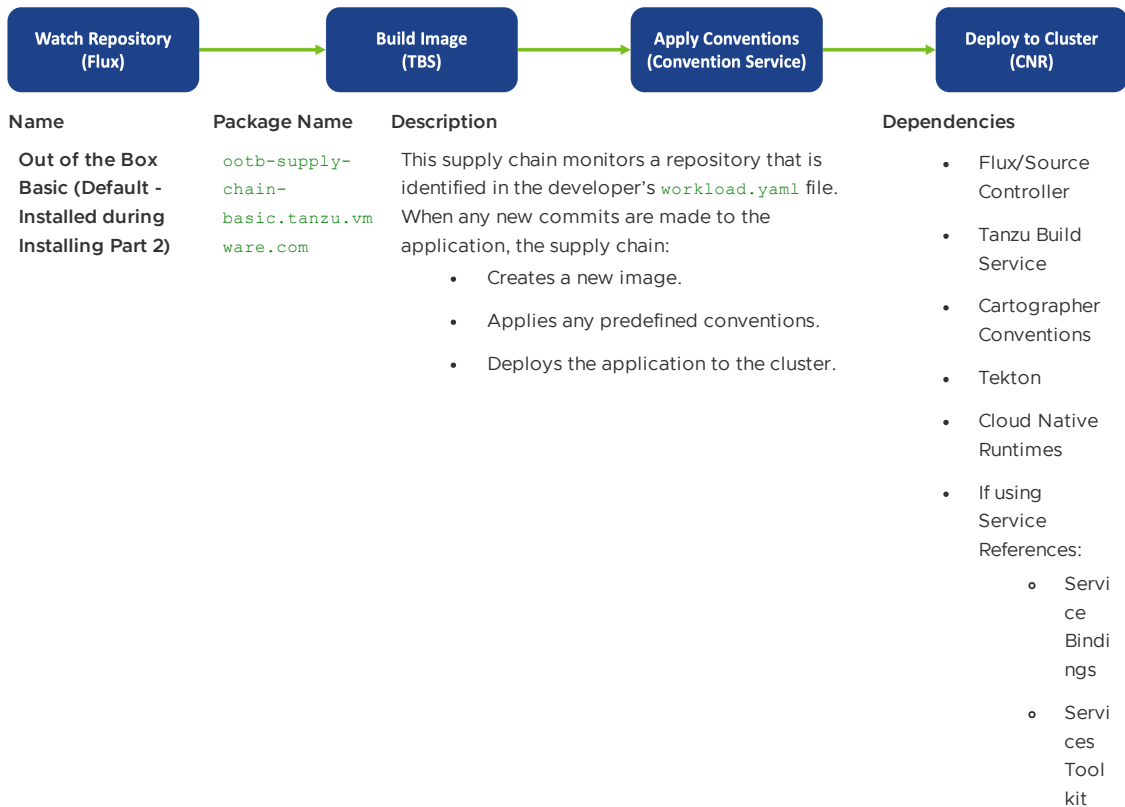 Watch Repository
(Flux)
Build Image
(TBS)
Apply Conventions
(Convention Service)
Deploy to Cluster
(CNR)
Name
Package Name
Description
Dependencies
Out of the Box
Basic (Default -
Installed during
Installing Part 2)
ootb-supply-
chain-
basic.tanzu.vm
ware.com
This supply chain monitors a repository that is
identified in the developer’s workload.yaml file.
When any new commits are made to the
application, the supply chain:
• Creates a new image.
• Applies any predefined conventions.
• Deploys the application to the cluster.
• Flux/Source
Controller
• Tanzu Build
Service
• Cartographer
Conventions
• Tekton
• Cloud Native
Runtimes
• If using
Service
References:
◦ Servi
ce
Bindi
ngs
◦ Servi
ces
Tool
kit